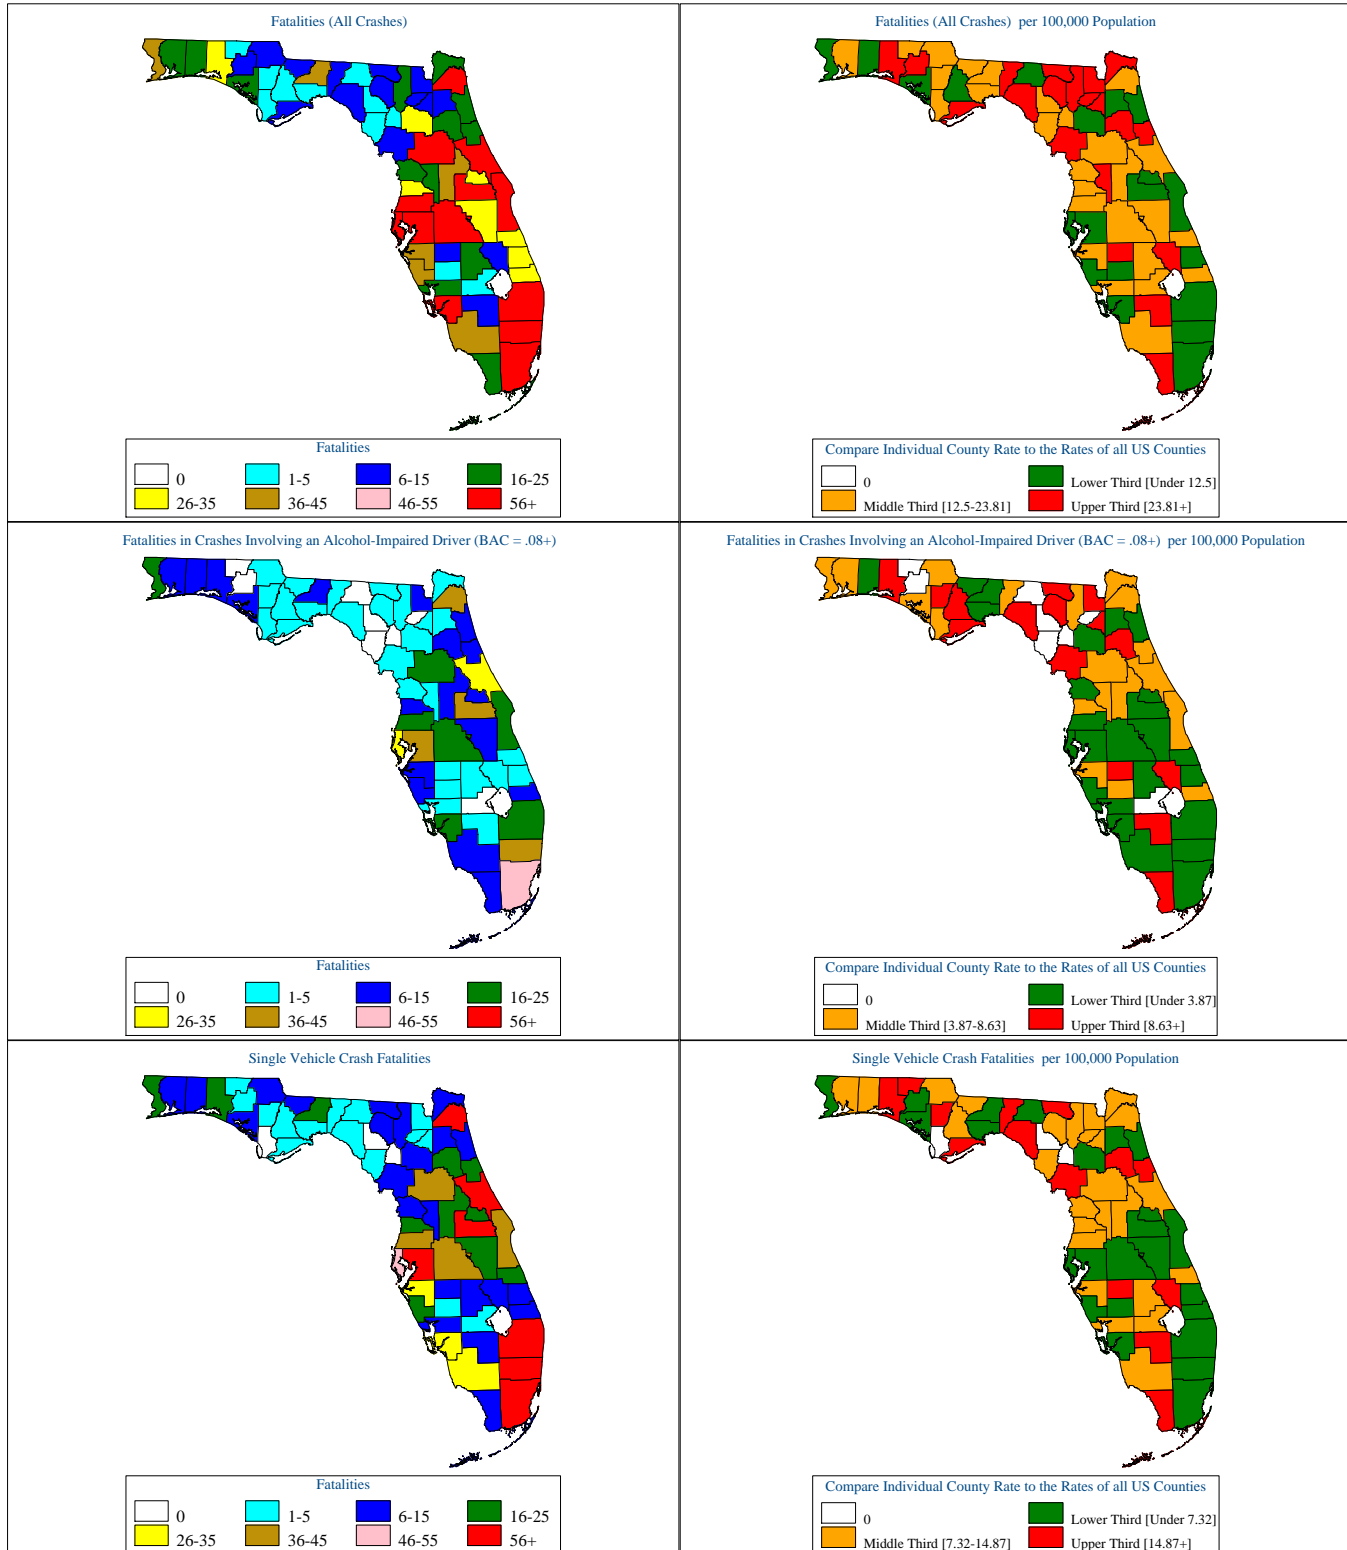 Fatalities (All Crashes)
Fatalities
0
1-5
6-15
16-25
26-35
36-45
46-55
56+
Fatalities (All Crashes) per 100,000 Population
Compare Individual County Rate to the Rates of all US Counties
0
Lower Third [Under 12.5]
Middle Third [12.5-23.81]
Upper Third [23.81+]
Fatalities in Crashes Involving an Alcohol-Impaired Driver (BAC = .08+)
Fatalities
0
1-5
6-15
16-25
26-35
36-45
46-55
56+
Fatalities in Crashes Involving an Alcohol-Impaired Driver (BAC = .08+) per 100,000 Population
Compare Individual County Rate to the Rates of all US Counties
0
Lower Third [Under 3.87]
Middle Third [3.87-8.63]
Upper Third [8.63+]
Single Vehicle Crash Fatalities
Fatalities
0
1-5
6-15
16-25
26-35
36-45
46-55
56+
Single Vehicle Crash Fatalities per 100,000 Population
Compare Individual County Rate to the Rates of all US Counties
0
Lower Third [Under 7.32]
Middle Third [7.32-14.87]
Upper Third [14.87+]